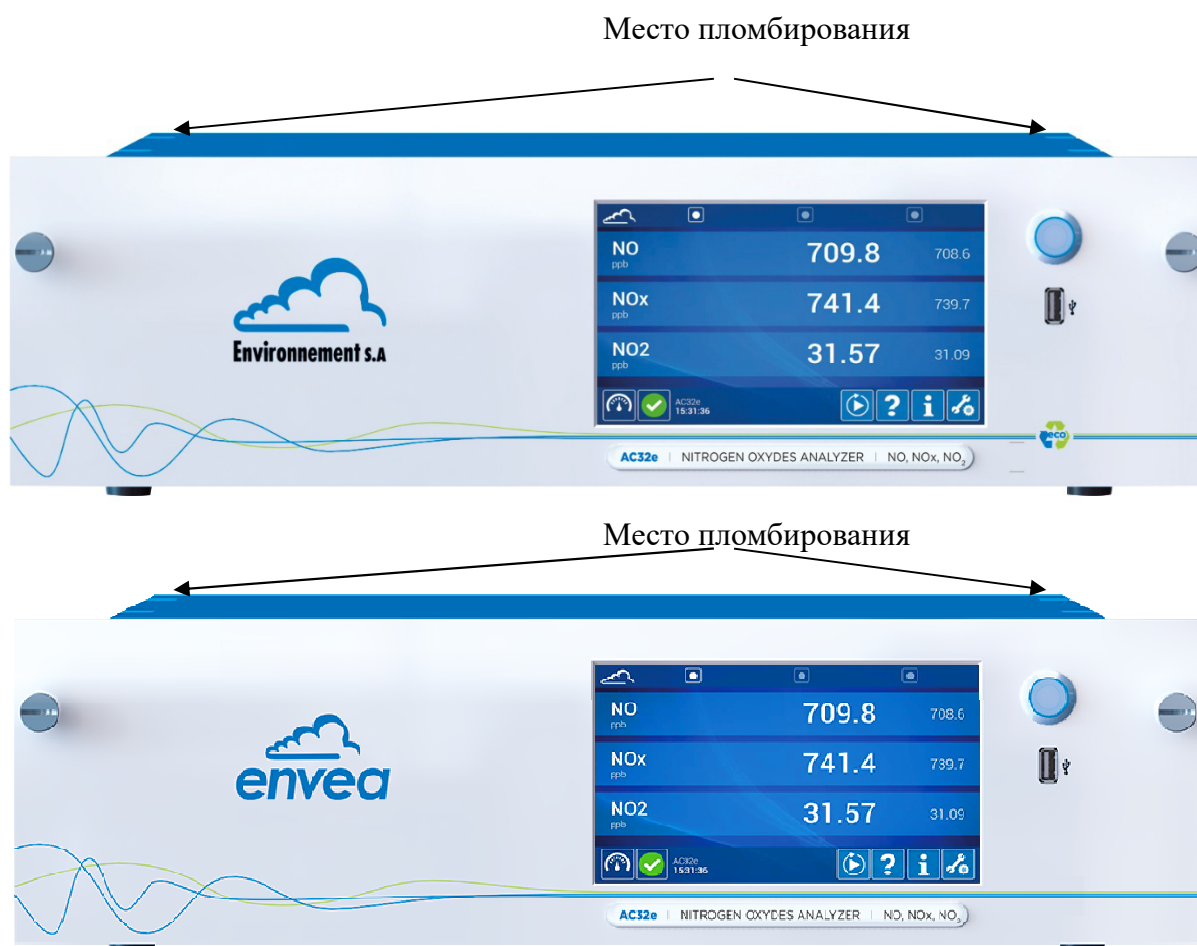 Место пломбирования
NO
ppb
709.8
708.6
NOx
ppb
741.4
739.7
NO2
ppb
31.57
31.09
AC32e
15:31:36
Environnement s.a
eco
AC32e | NITROGEN OXYDES ANALYZER | NO, NOx, NO2
Место пломбирования
NO
ppb
709.8
708.6
NOx
ppb
741.4
739.7
NO2
ppb
31.57
31.09
AC32e
15:31:36
envea
AC32e | NITROGEN OXYDES ANALYZER | NO, NOx, NO2